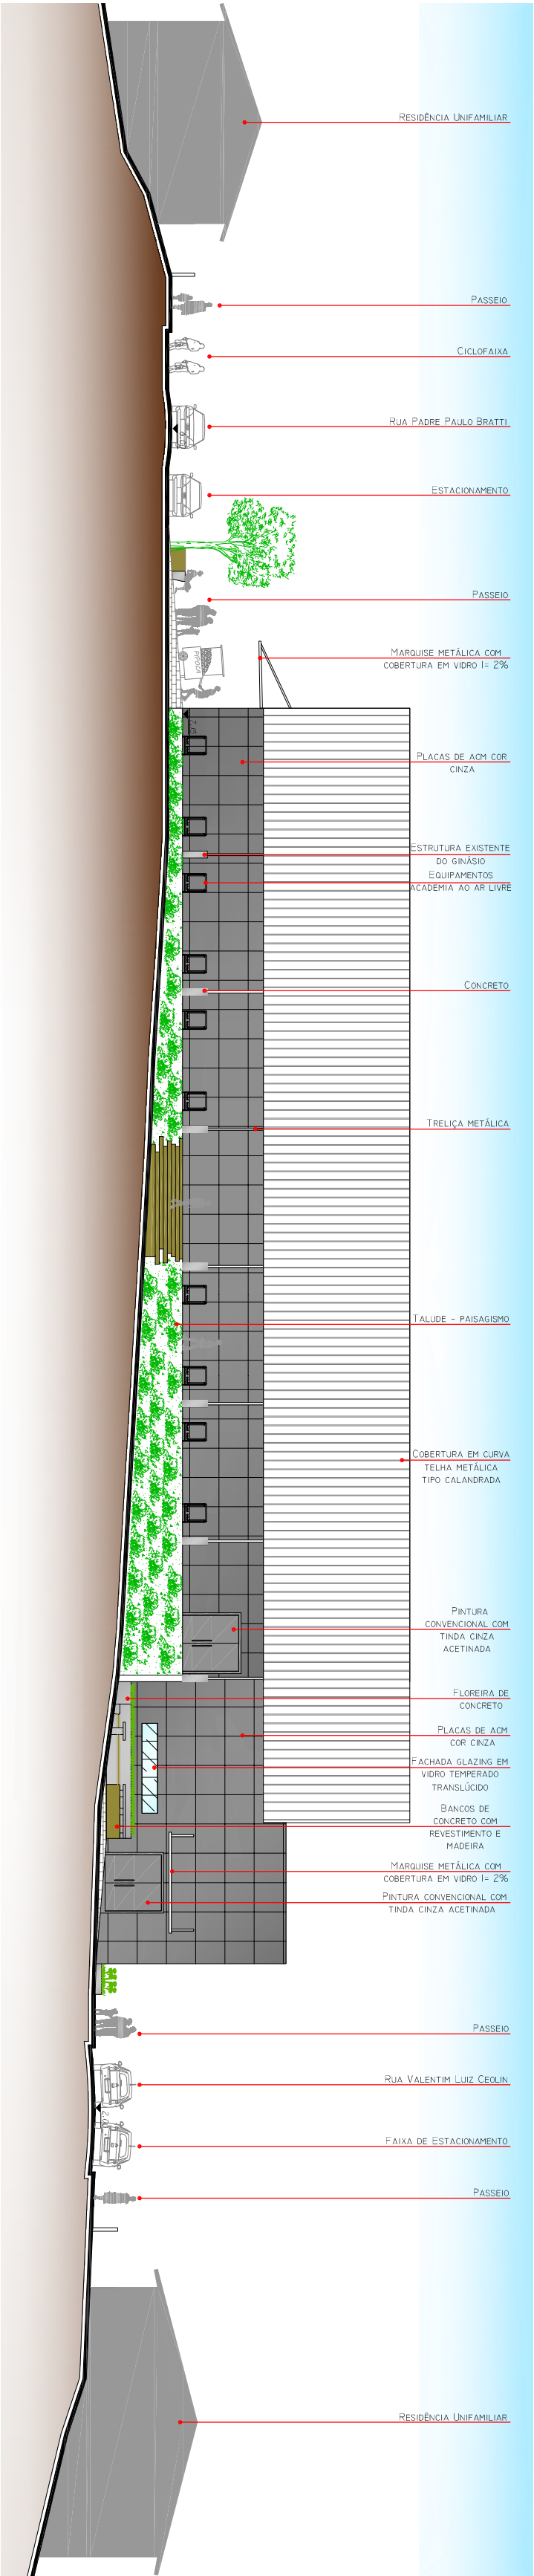 RESIDÊNCIA UNIFAMILIAR
PASSEIO
CICLOFAIXA
RUA PADRE PAULO BRATTI
ESTACIONAMENTO
PASSEIO
MARQUISE METÁLICA COM
COBERTURA EM VIDRO I= 2%
PLACAS DE ACM COR
CINZA
ESTRUTURA EXISTENTE
DO GINÁSIO
EQUIPAMENTOS
ACADEMIA AO AR LIVRE
CONCRETO
TRELIÇA METÁLICA
TALUDE - PAISAGISMO
COBERTURA EM CURVA
TELHA METÁLICA
TIPO CALANDRADA
PINTURA
CONVENCIONAL COM
TINDA CINZA
ACETINADA
FLOREIRA DE
CONCRETO
PLACAS DE ACM
COR CINZA
FACHADA GLAZING EM
VIDRO TEMPERADO
TRANSLÚCIDO
BANCOS DE
CONCRETO COM
REVESTIMENTO E
MADEIRA
MARQUISE METÁLICA COM
COBERTURA EM VIDRO I= 2%
PINTURA CONVENCIONAL COM
TINDA CINZA ACETINADA
PASSEIO
RUA VALENTIM LUIZ CEOLIN
FAIXA DE ESTACIONAMENTO
PASSEIO
RESIDÊNCIA UNIFAMILIAR